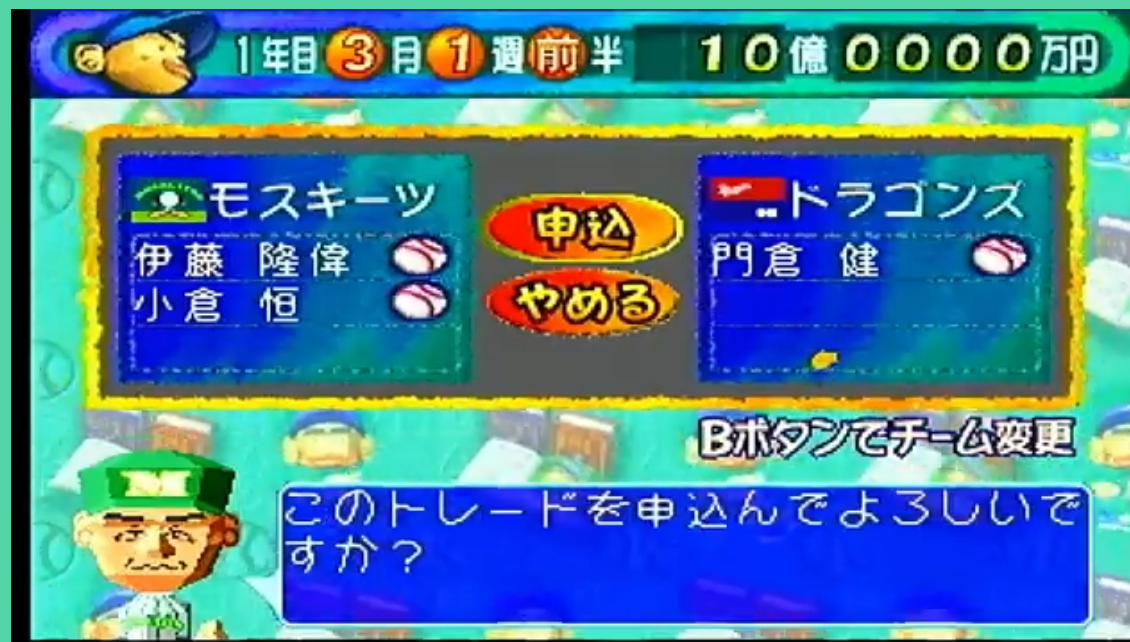 1年目3月1週前半 10億0000万円
モスキーツ
伊藤 隆偉
小倉 恒
申込
やめる
ドラゴンズ
門倉 健
Bボタンでチーム変更
このトレードを申込んでよろしいで
すか？